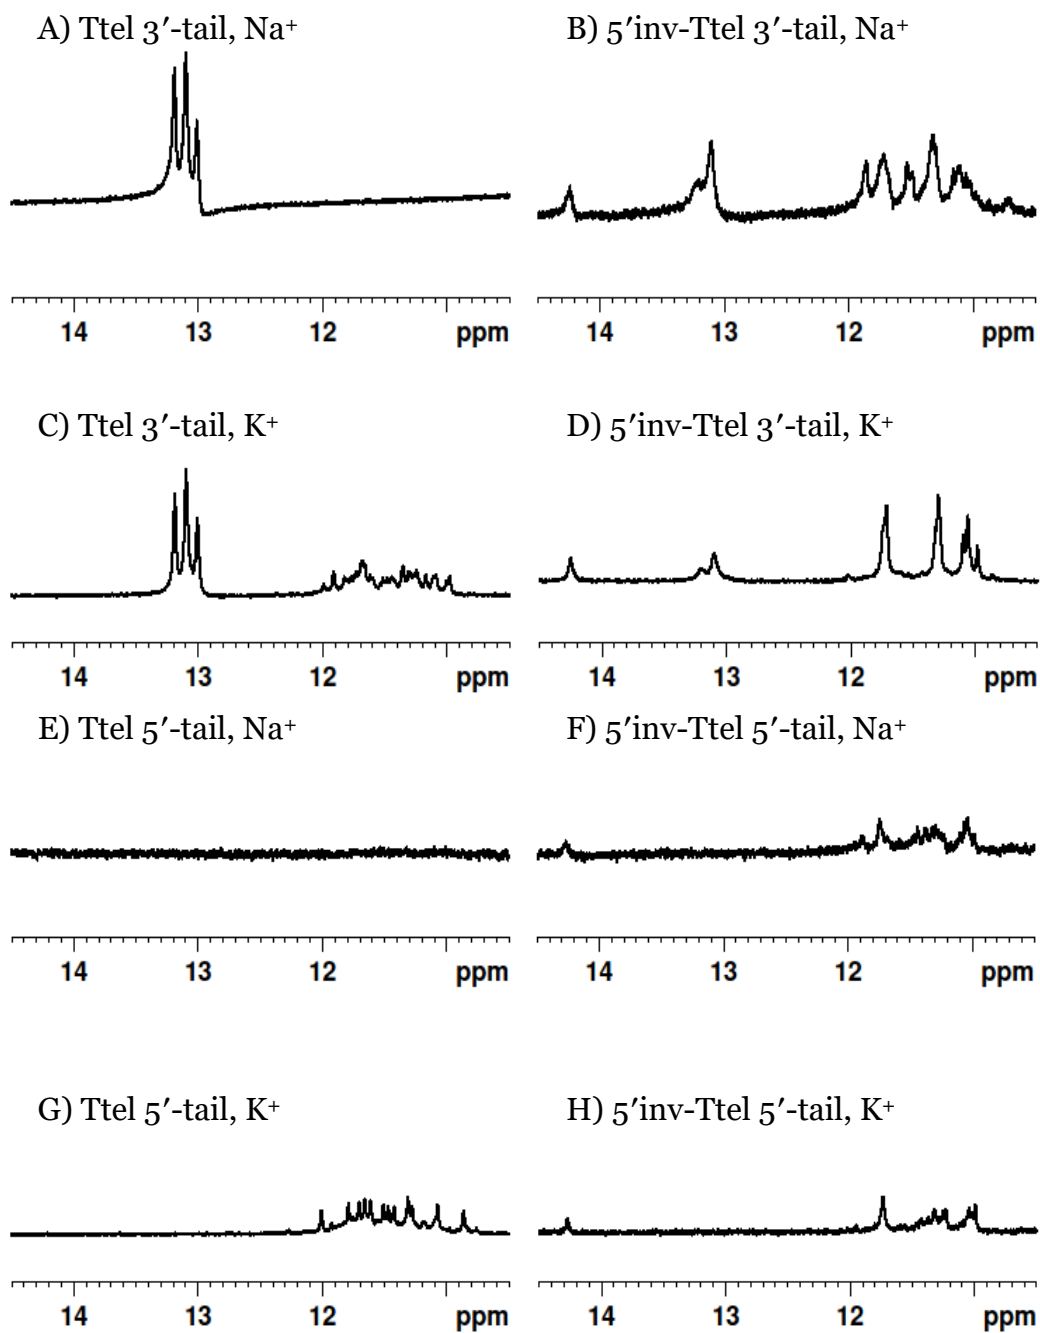 A) Ttel 3′-tail, Na⁺ B) 5′inv-Ttel 3′-tail, Na⁺
14 13 12 ppm 14 13 12 ppm
C) Ttel 3′-tail, K⁺ D) 5′inv-Ttel 3′-tail, K⁺
14 13 12 ppm 14 13 12 ppm
E) Ttel 5′-tail, Na⁺ F) 5′inv-Ttel 5′-tail, Na⁺
14 13 12 ppm 14 13 12 ppm
G) Ttel 5′-tail, K⁺ H) 5′inv-Ttel 5′-tail, K⁺
14 13 12 ppm 14 13 12 ppm